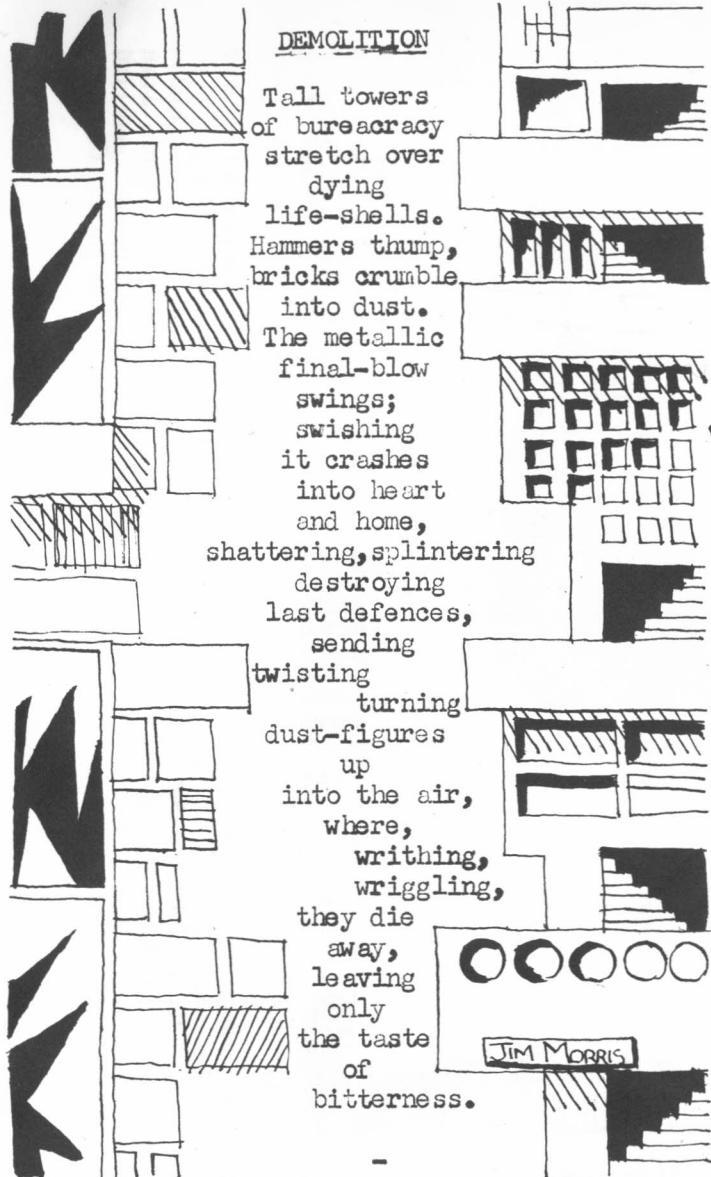 DEMOLITION
Tall towers
of bureacracy
stretch over
dying
life-shells.
Hammers thump,
bricks crumble
into dust.
The metallic
final-blow
swings;
swishing
it crashes
into heart
and home,
shattering,splintering
destroying
last defences,
sending
twisting
turning
dust-figures
up
into the air,
where,
writhing,
wriggling,
they die
away,
leaving
only
the taste
of
bitterness.
-
JIM MORRIS